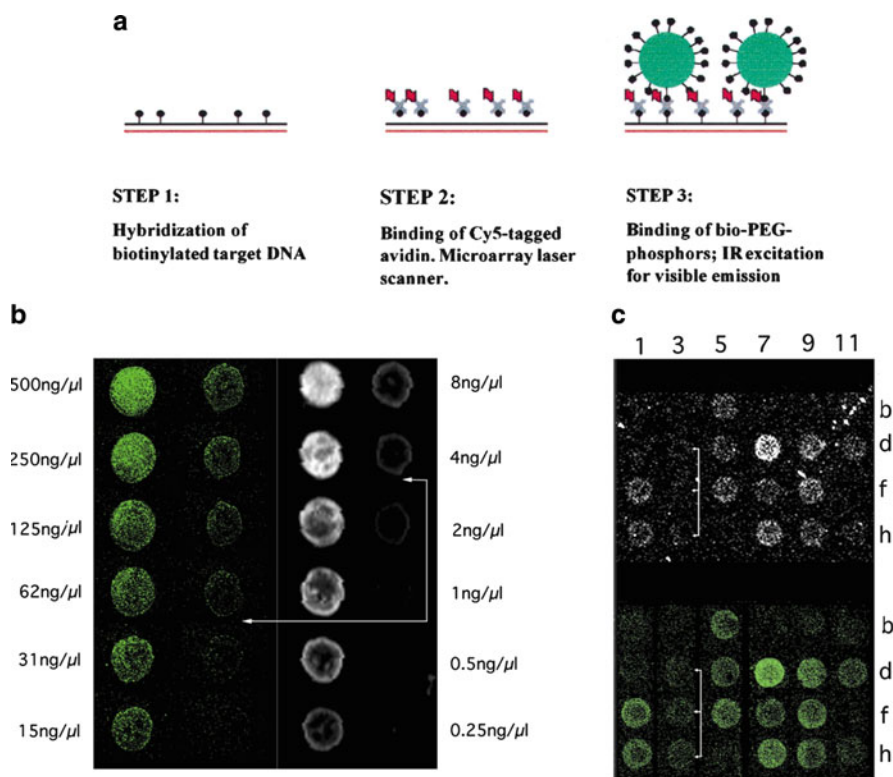 a
STEP 1:
Hybridization of
biotinylated target DNA
STEP 2:
Binding of Cy5-tagged
avidin. Microarray laser
scanner.
STEP 3:
Binding of bio-PEG-
phosphors; IR excitation
for visible emission
b
500ng/µl
250ng/µl
125ng/µl
62ng/µl
31ng/µl
15ng/µl
8ng/µl
4ng/µl
2ng/µl
1ng/µl
0.5ng/µl
0.25ng/µl
c
1 3 5 7 9 11
b
d
f
h
b
d
f
h